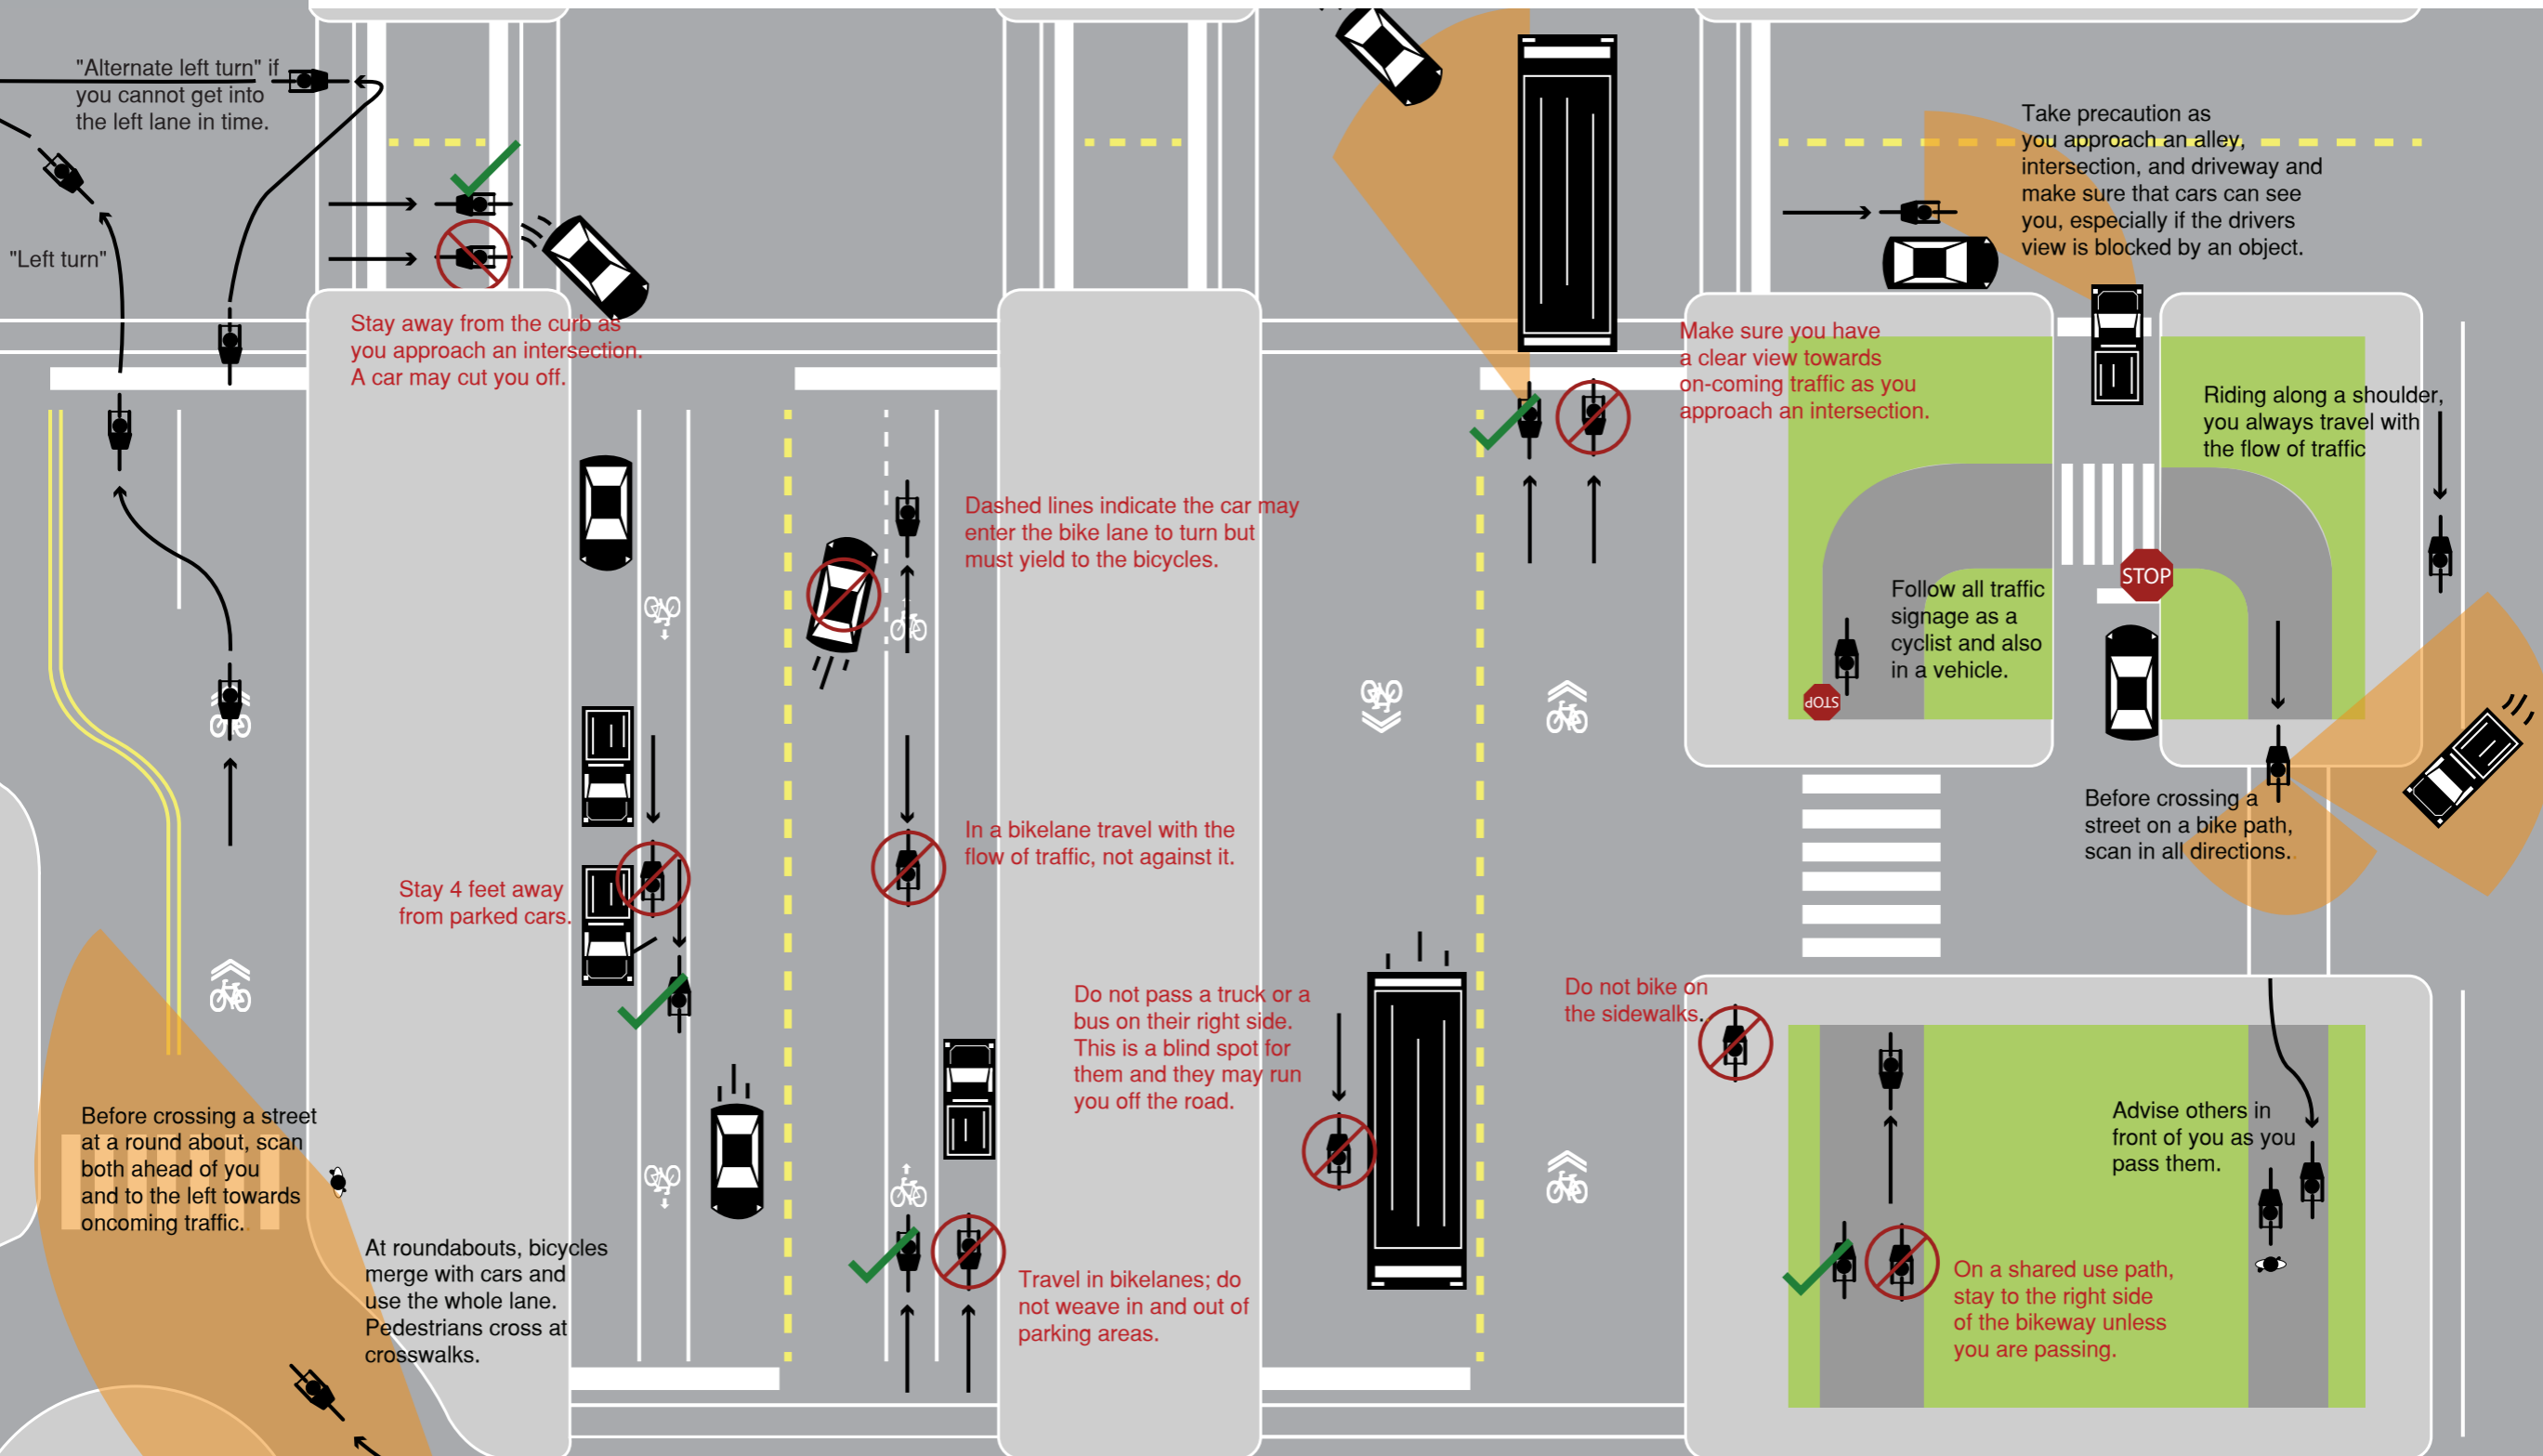 "Alternate left turn" if
you cannot get into
the left lane in time.
"Left turn"
Stay away from the curb as
you approach an intersection.
A car may cut you off.
Stay 4 feet away
from parked cars.
Before crossing a street
at a round about, scan
both ahead of you
and to the left towards
oncoming traffic.
At roundabouts, bicycles
merge with cars and
use the whole lane.
Pedestrians cross at
crosswalks.
Dashed lines indicate the car may
enter the bike lane to turn but
must yield to the bicycles.
In a bikelane travel with the
flow of traffic, not against it.
Do not pass a truck or a
bus on their right side.
This is a blind spot for
them and they may run
you off the road.
Travel in bikelanes; do
not weave in and out of
parking areas.
Make sure you have
a clear view towards
on-coming traffic as you
approach an intersection.
Take precaution as
you approach an alley,
intersection, and driveway and
make sure that cars can see
you, especially if the drivers
view is blocked by an object.
Riding along a shoulder,
you always travel with
the flow of traffic
STOP
Follow all traffic
signage as a
cyclist and also
in a vehicle.
STOP
Before crossing a
street on a bike path,
scan in all directions.
Do not bike on
the sidewalks.
Advise others in
front of you as you
pass them.
On a shared use path,
stay to the right side
of the bikeway unless
you are passing.